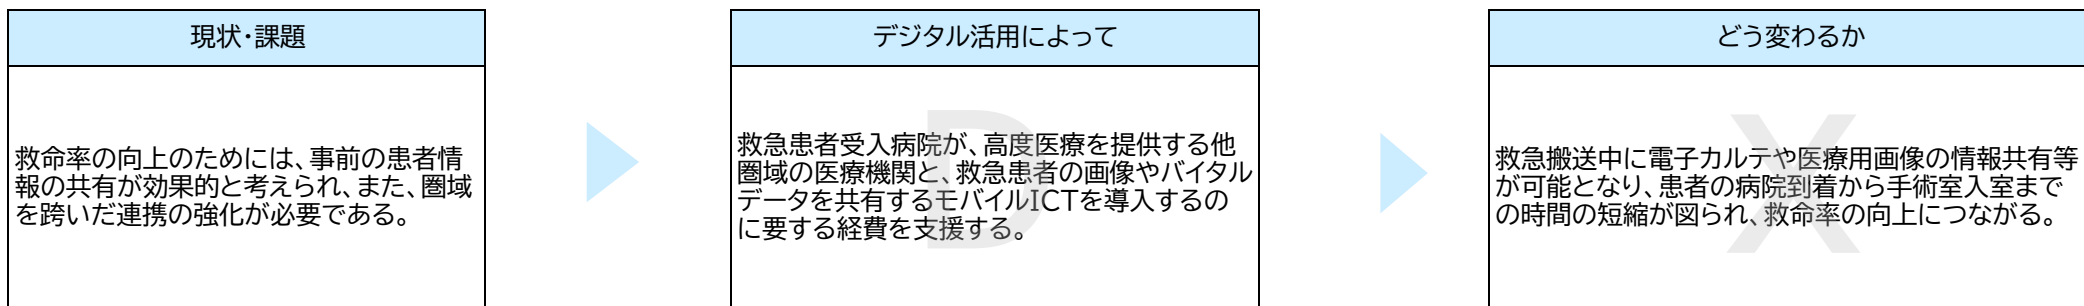 現状・課題
救命率の向上のためには、事前の患者情
報の共有が効果的と考えられ、また、圏域
を跨いだ連携の強化が必要である。
デジタル活用によって
救急患者受入病院が、高度医療を提供する他
圏域の医療機関と、救急患者の画像やバイタル
データを共有するモバイルICTを導入するの
に要する経費を支援する。
D
どう変わるか
救急搬送中に電子カルテや医療用画像の情報共有等
が可能となり、患者の病院到着から手術室入室まで
の時間の短縮が図られ、救命率の向上につながる。
X